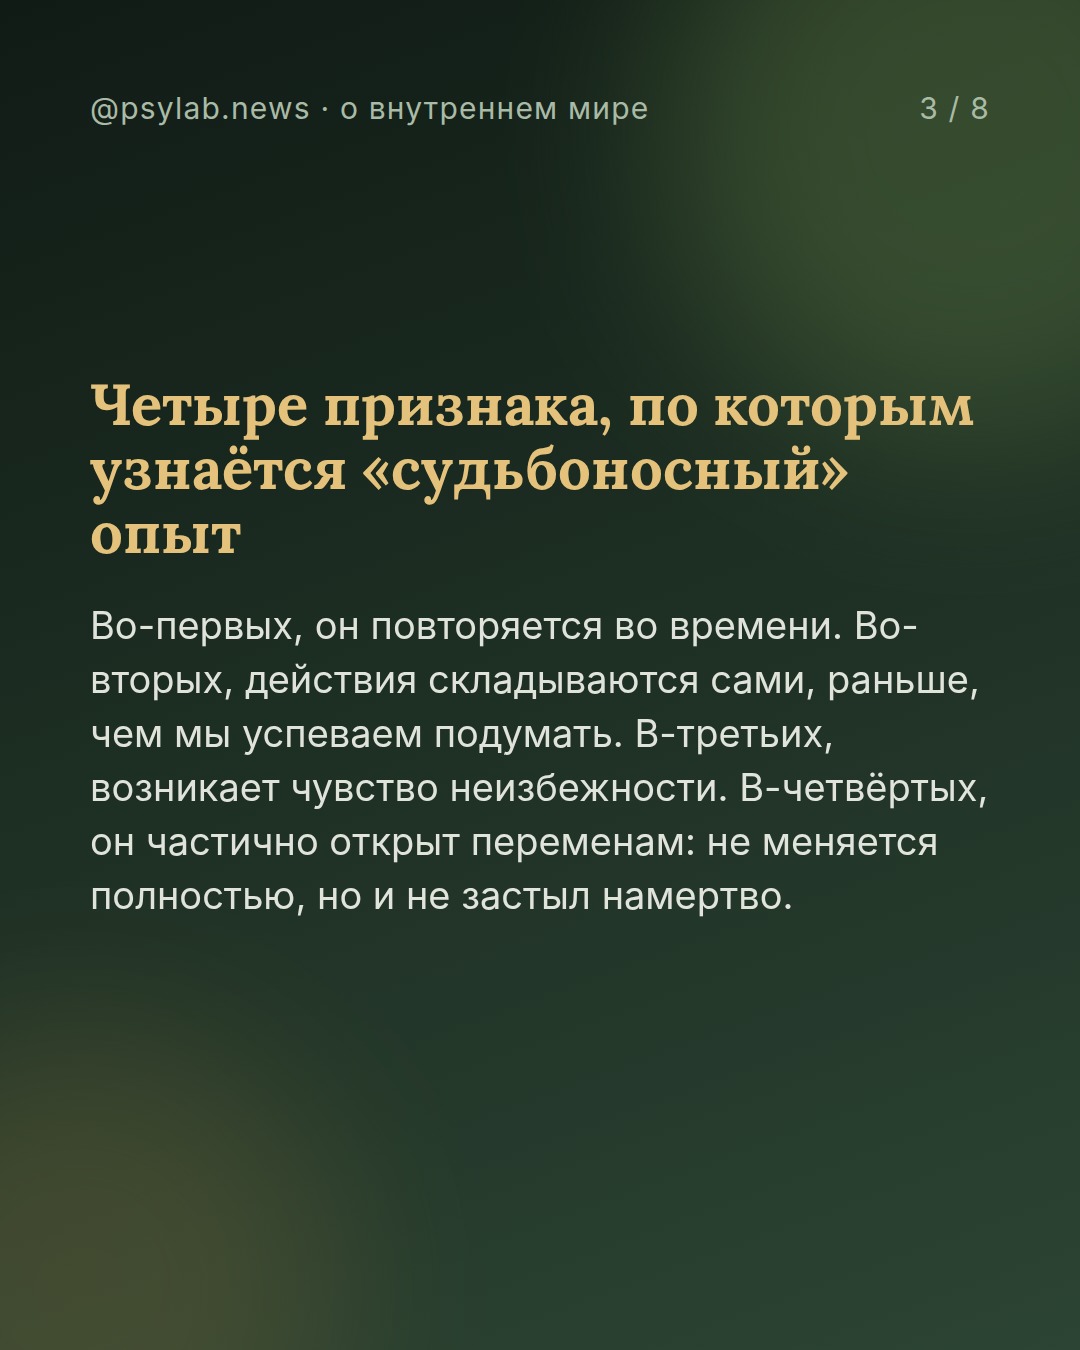 @psylab.news · о внутреннем мире
3 / 8
Четыре признака, по которым
узнаётся «судьбоносный»
опыт
Во-первых, он повторяется во времени. Во-
вторых, действия складываются сами, раньше,
чем мы успеваем подумать. В-третьих,
возникает чувство неизбежности. В-четвёртых,
он частично открыт переменам: не меняется
полностью, но и не застыл намертво.